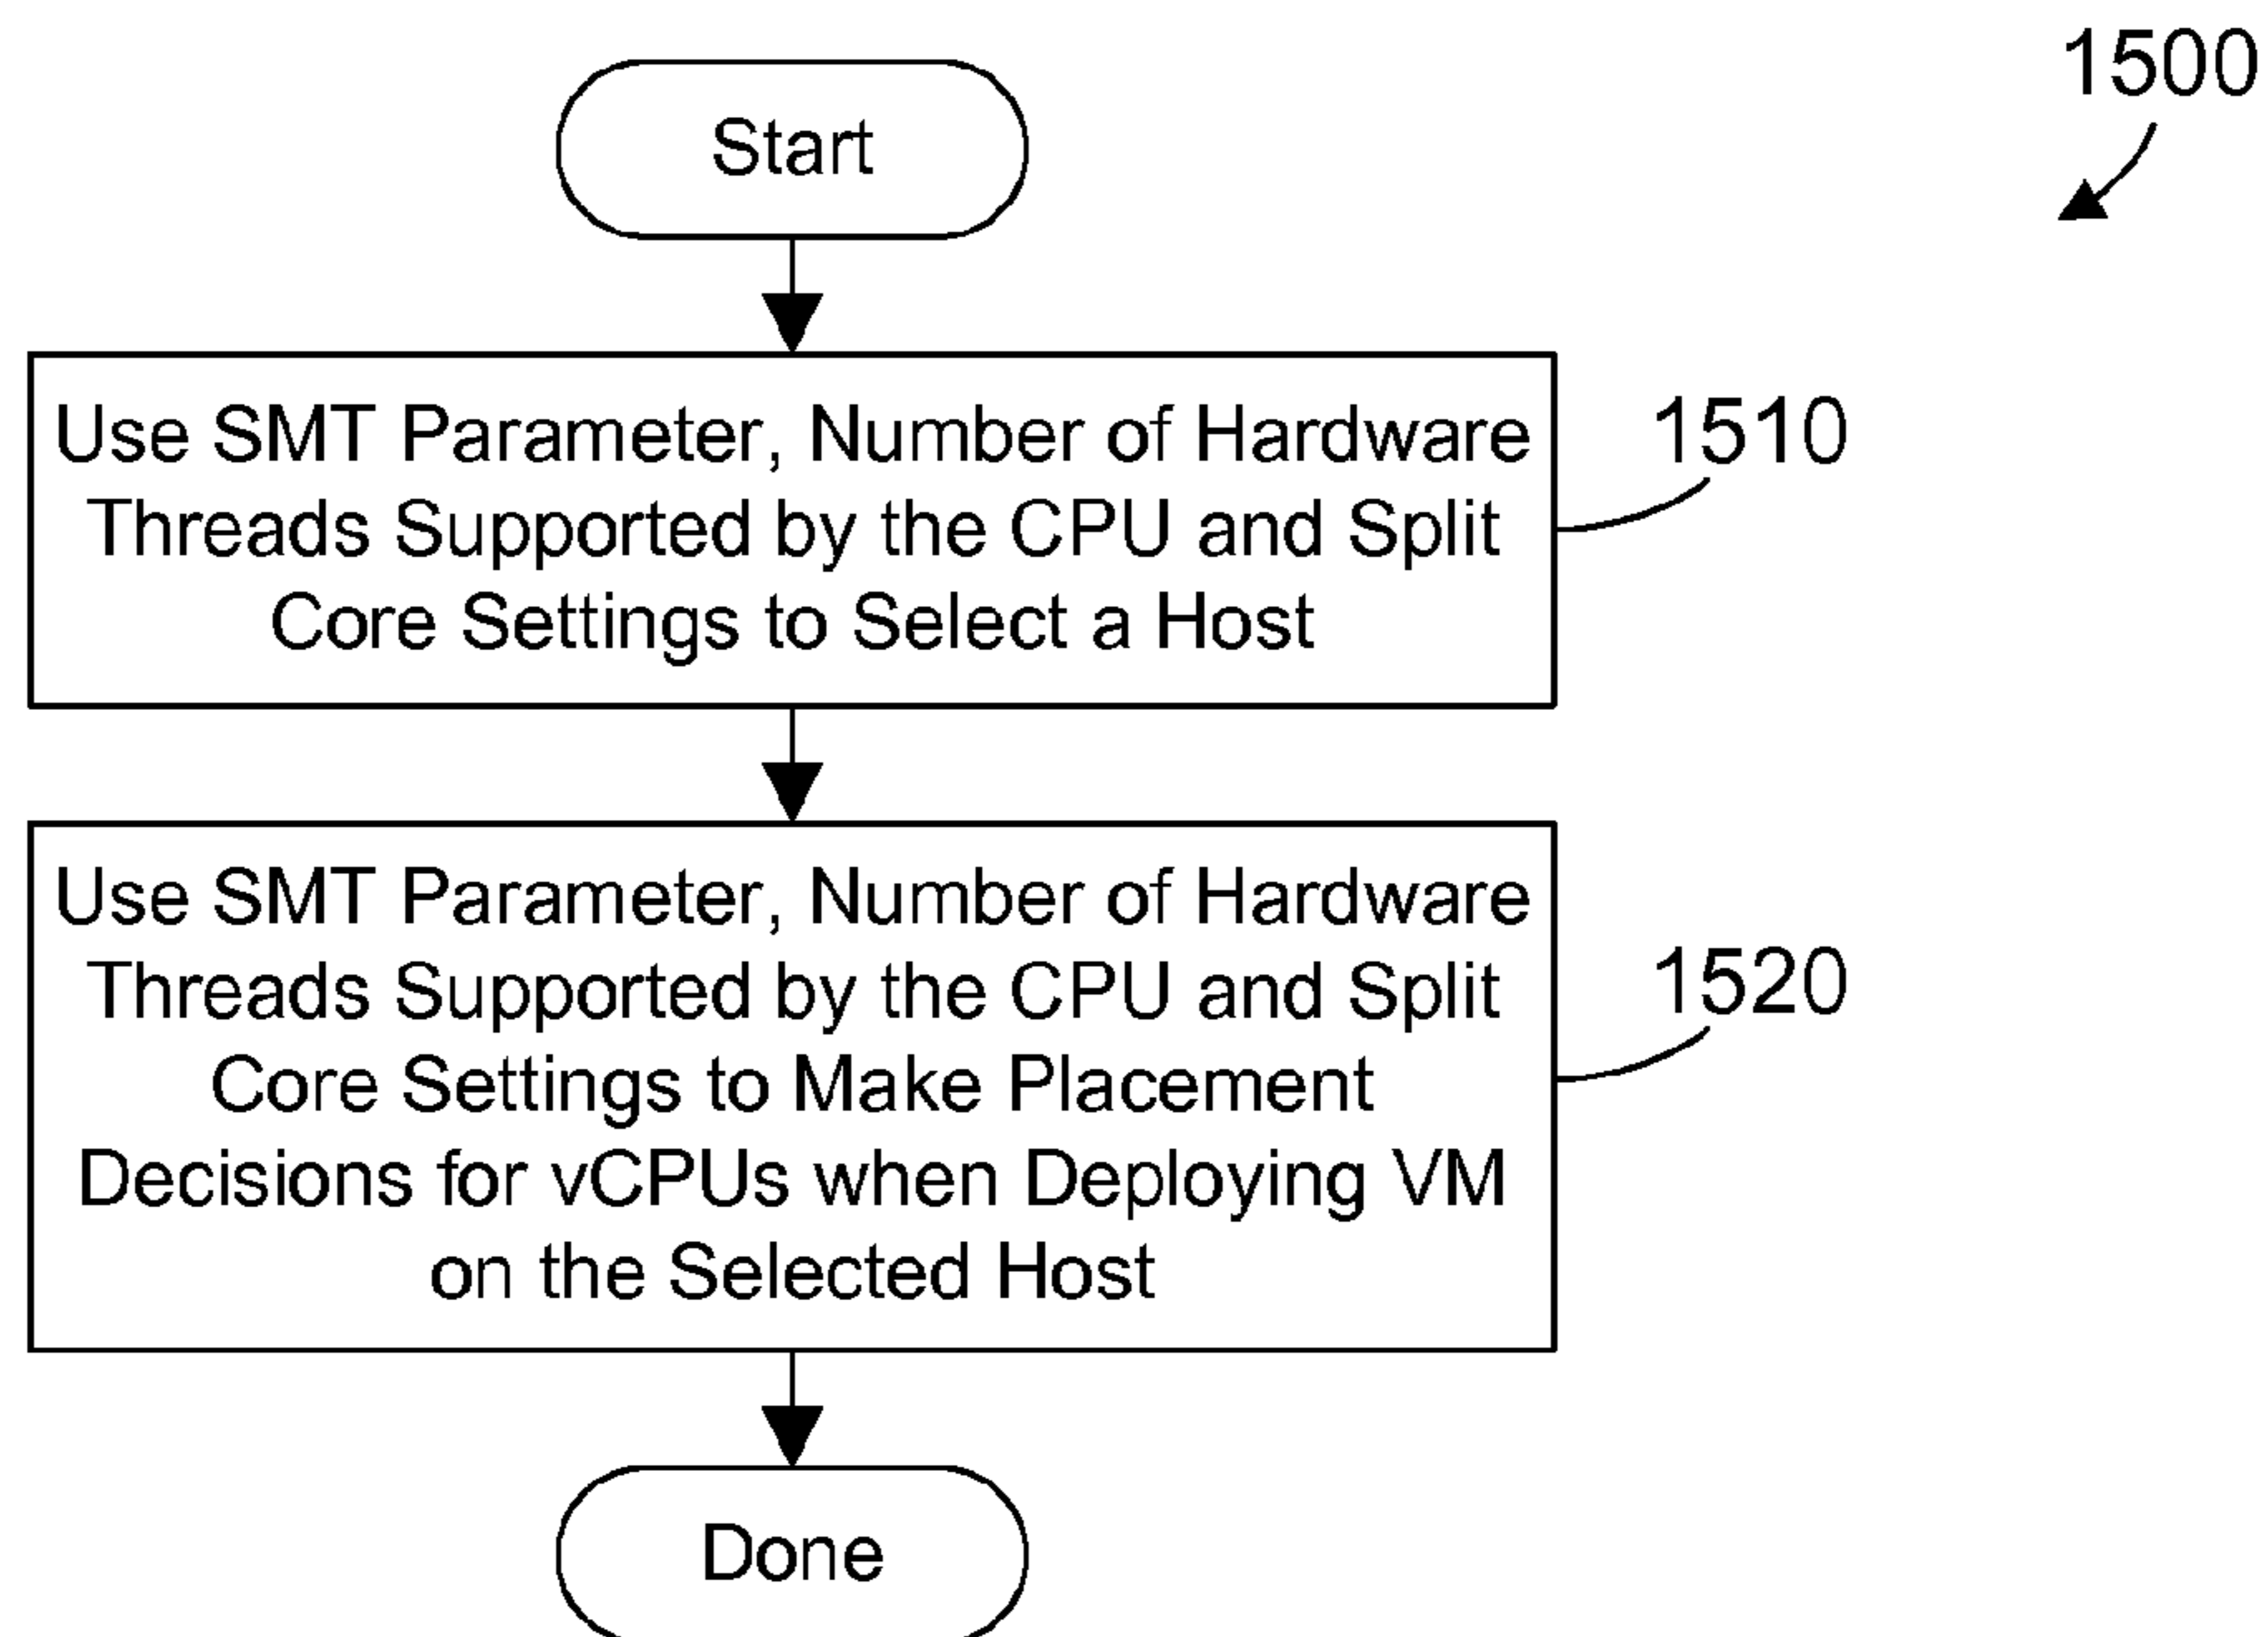 1500
Start
Use SMT Parameter, Number of Hardware
Threads Supported by the CPU and Split
Core Settings to Select a Host
1510
Use SMT Parameter, Number of Hardware
Threads Supported by the CPU and Split
Core Settings to Make Placement
Decisions for vCPUs when Deploying VM
on the Selected Host
1520
Done